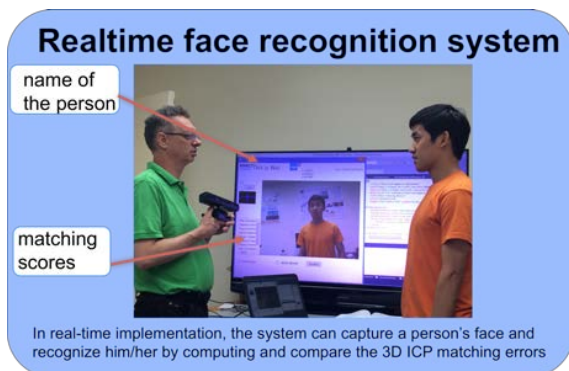 Realtime face recognition system
name of
the person
matching
scores
In real-time implementation, the system can capture a person's face and
recognize him/her by computing and compare the 3D ICP matching errors